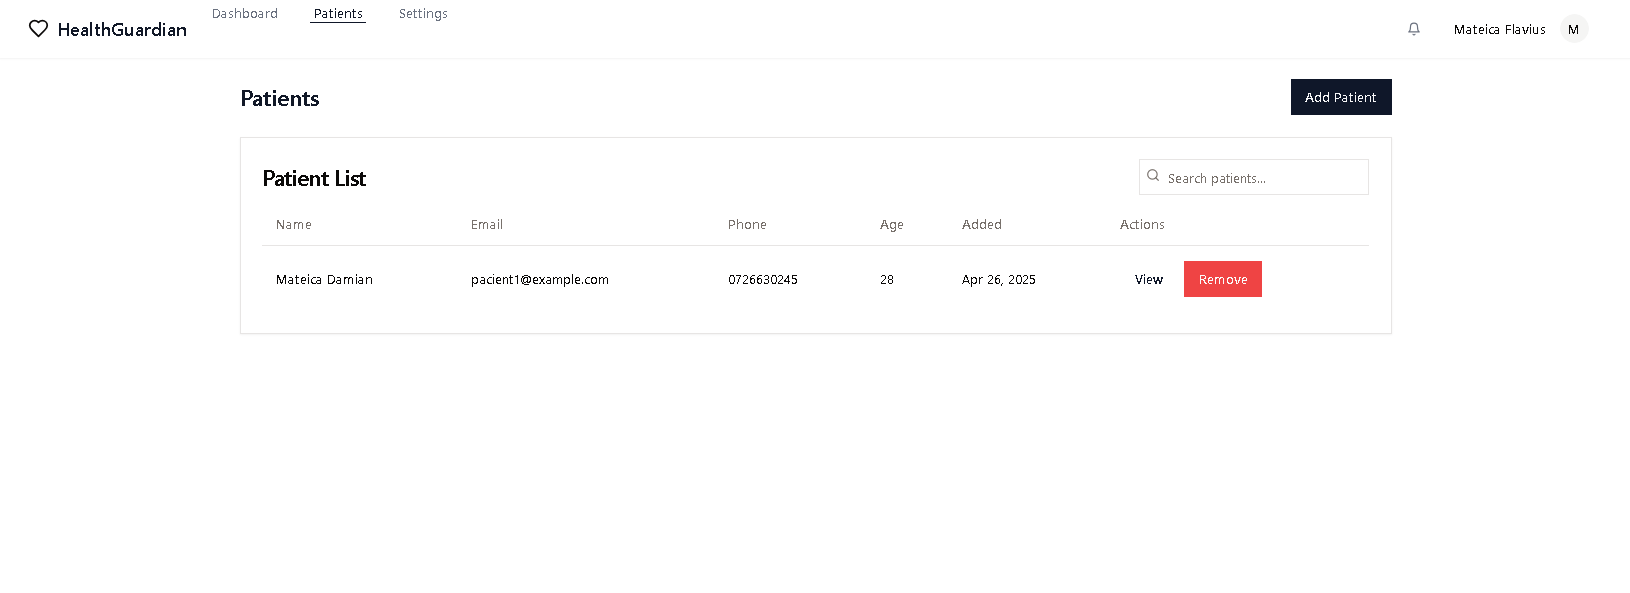 HealthGuardian Dashboard Patients Settings Mateica Flavius M
Patients Add Patient
Patient List Search patients...
Name Email Phone Age Added Actions
Mateica Damian pacient1@example.com 0726630245 28 Apr 26, 2025 View Remove